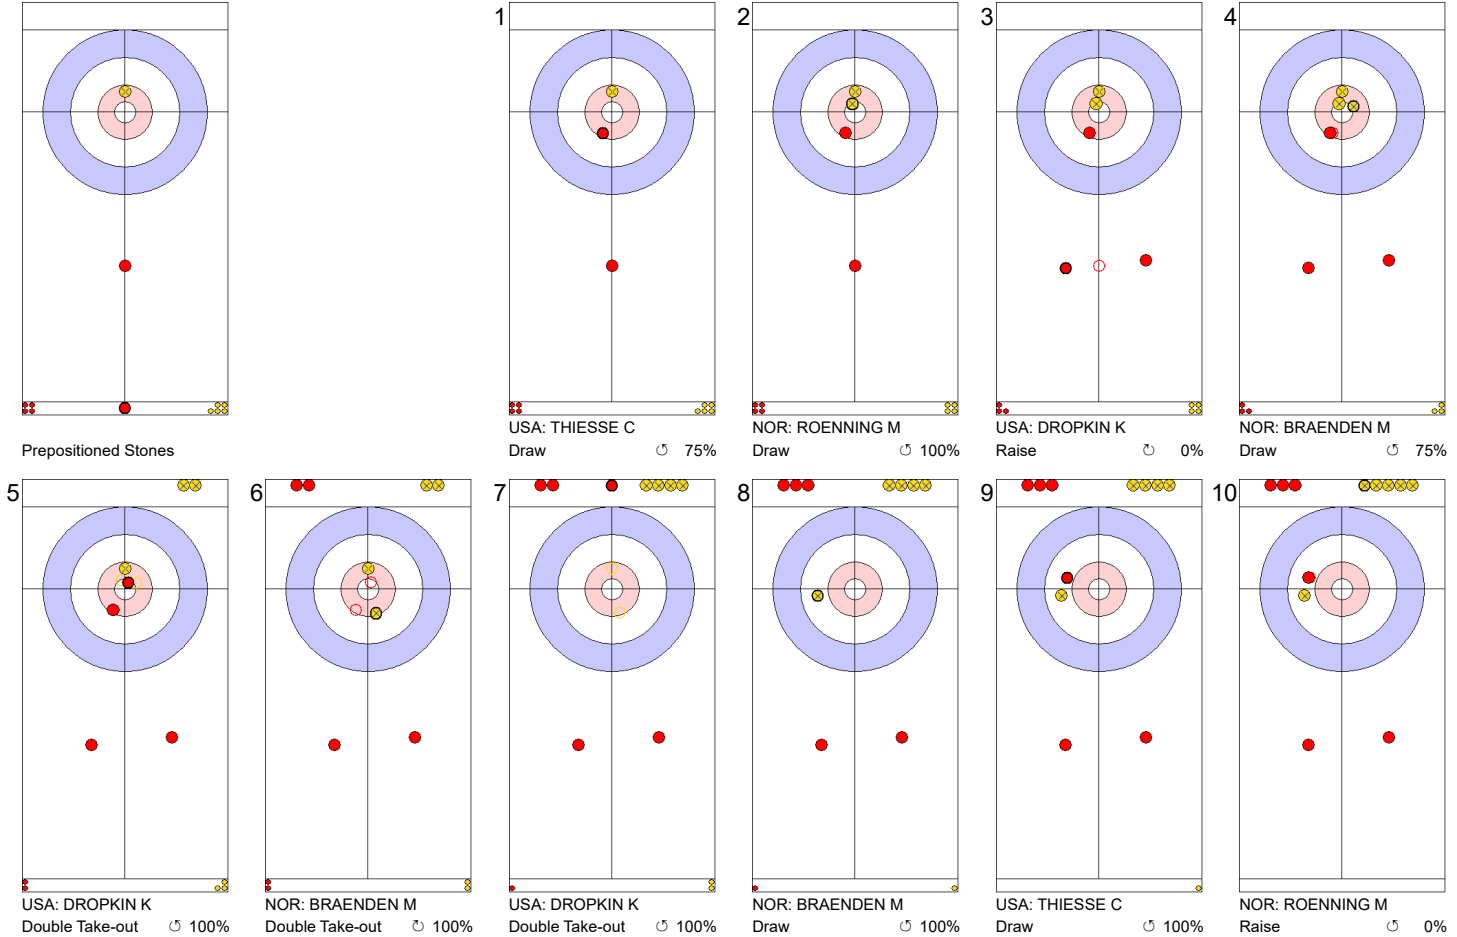 Prepositioned Stones
1
USA: THIESSE C
Draw 75%
2
NOR: ROENNING M
Draw 100%
3
USA: DROPKIN K
Raise 0%
4
NOR: BRAENDEN M
Draw 75%
5
USA: DROPKIN K
Double Take-out 100%
6
NOR: BRAENDEN M
Double Take-out 100%
7
USA: DROPKIN K
Double Take-out 100%
8
NOR: BRAENDEN M
Draw 100%
9
USA: THIESSE C
Draw 100%
10
NOR: ROENNING M
Raise 0%